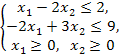 x₁ − 2x₂ ≤ 2,
−2x₁ + 3x₂ ≤ 9,
x₁ ≥ 0, x₂ ≥ 0